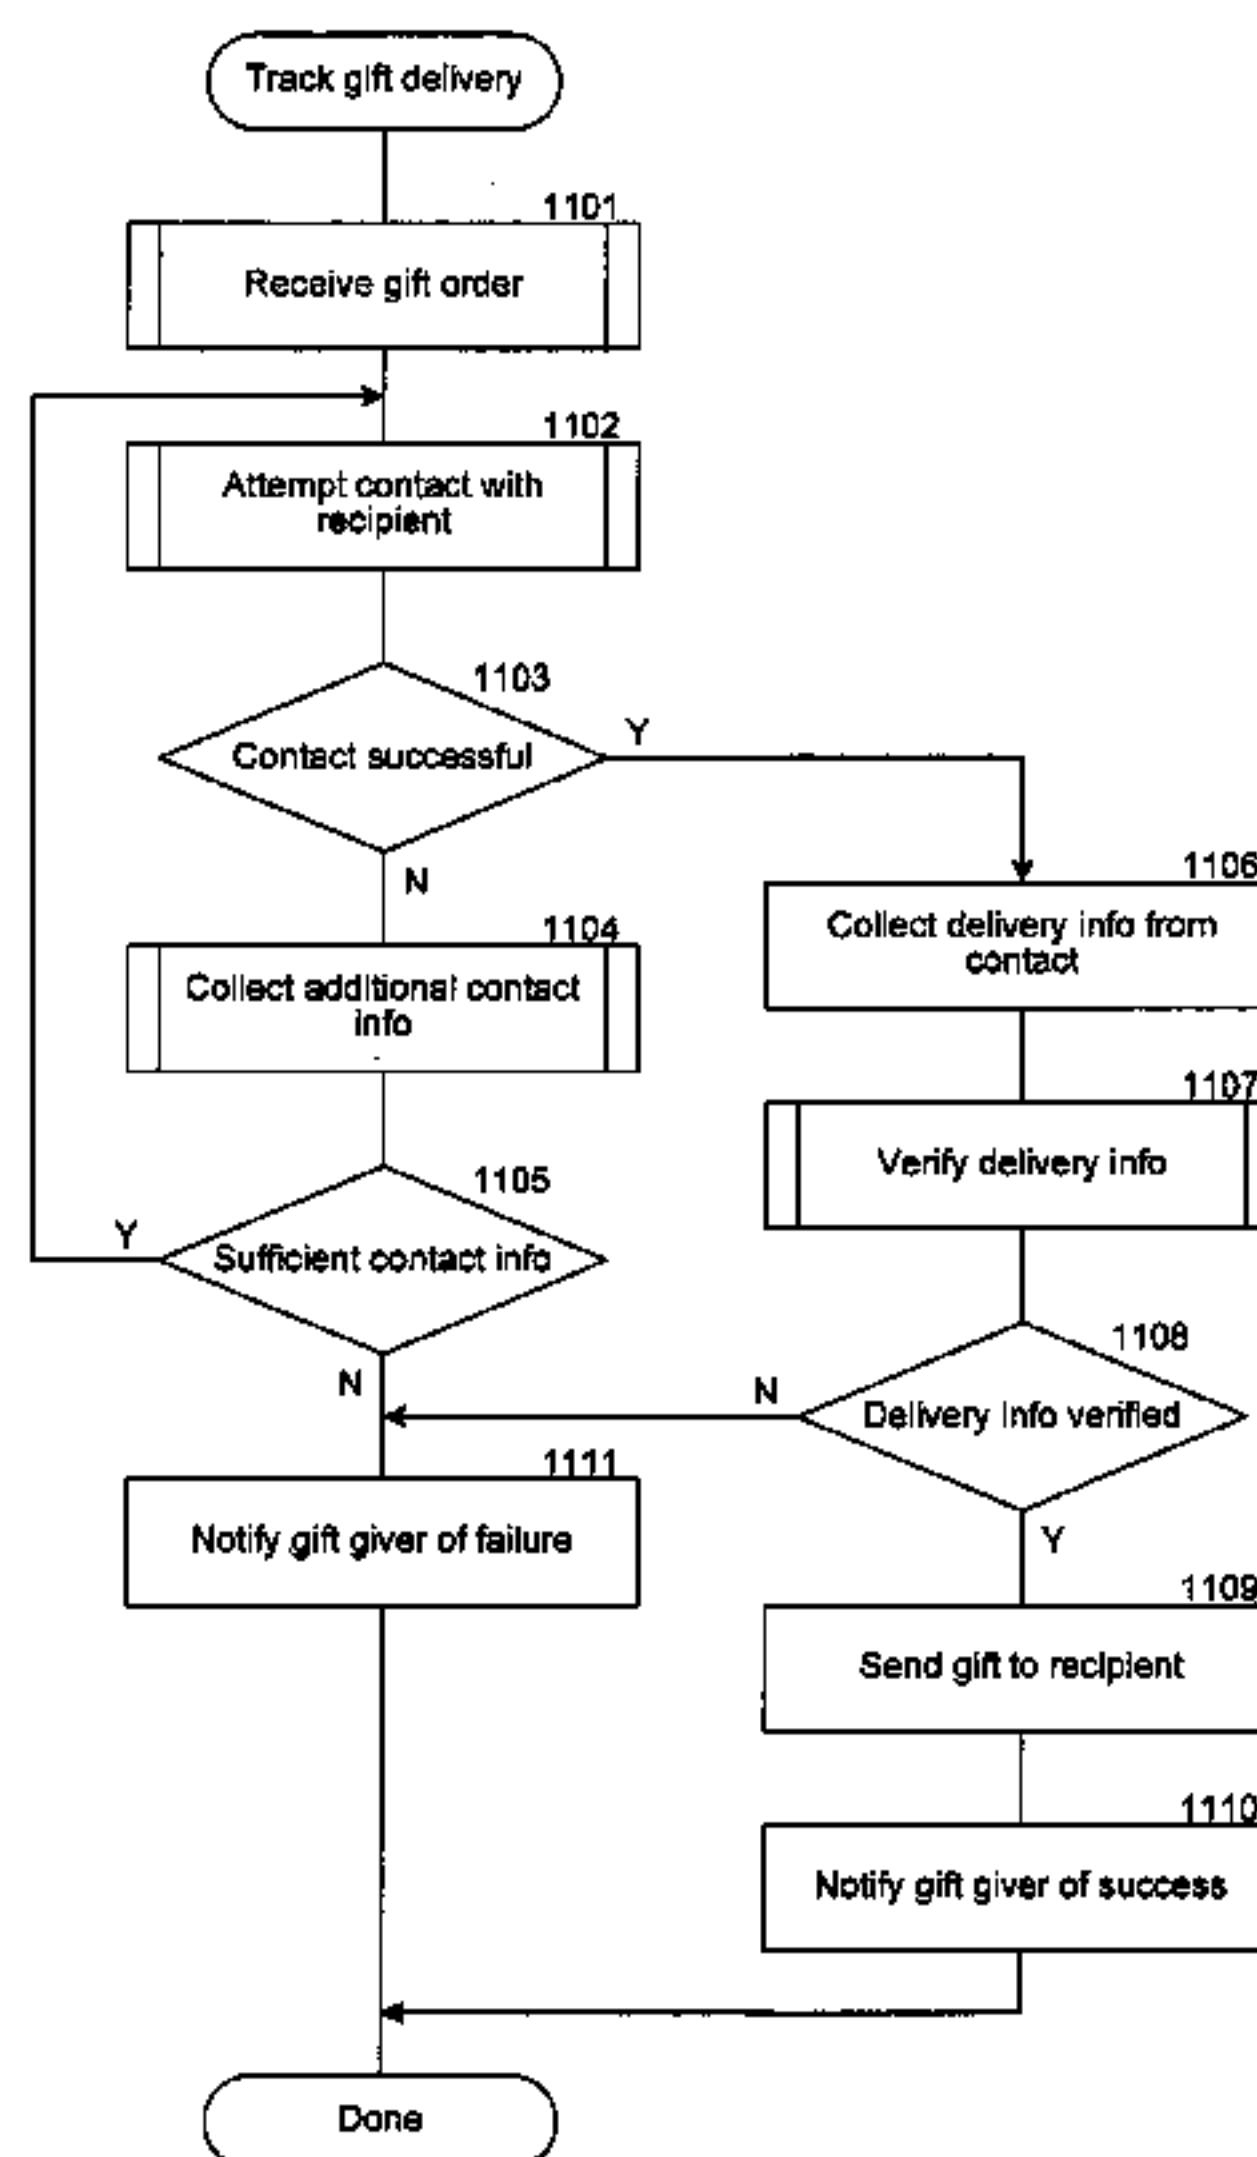 Track gift delivery
1101
Receive gift order
1102
Attempt contact with
recipient
1103
Contact successful
Y
N
1104
Collect additional contact
info
1105
Sufficient contact info
Y
N
1106
Collect delivery info from
contact
1107
Verify delivery info
1108
Delivery info verified
N
Y
1109
Send gift to recipient
1110
Notify gift giver of success
1111
Notify gift giver of failure
Done